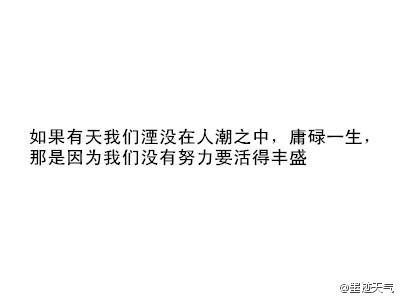 如果有天我们湮没在人潮之中，庸碌一生，
那是因为我们没有努力要活得丰盛
@墨迹天气